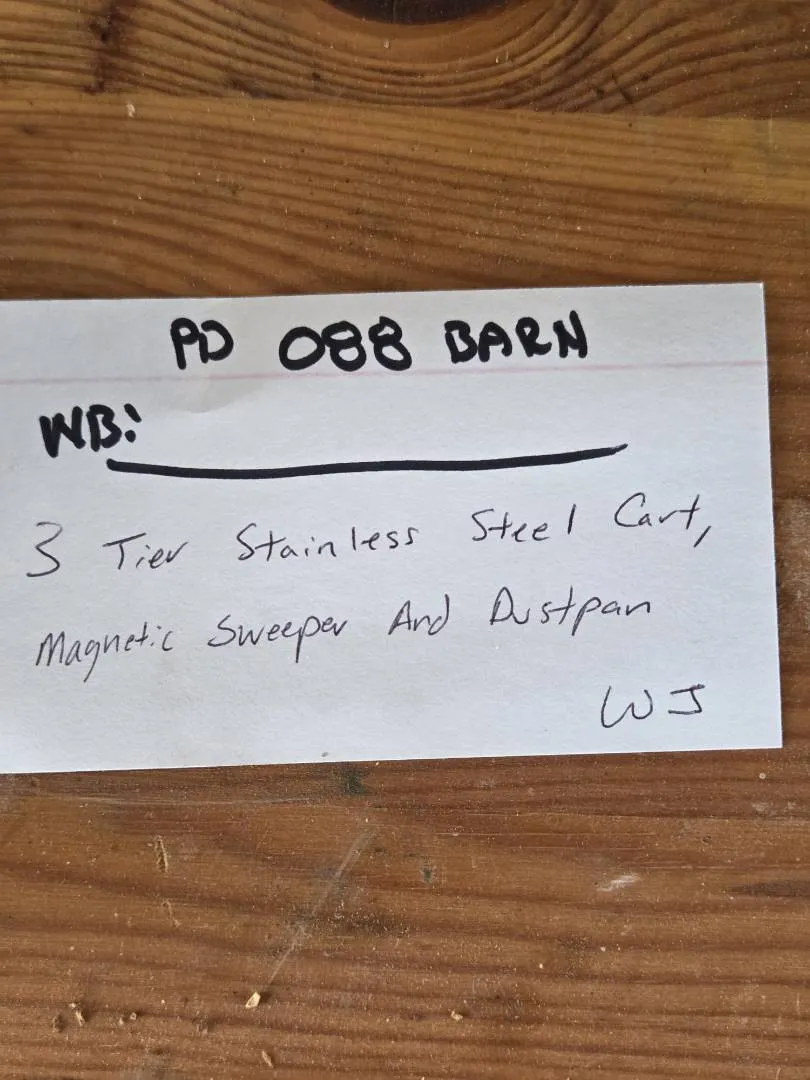 PD 088 BARN
WB:
3 Tier Stainless Steel Cart,
Magnetic Sweeper And Dustpan
WJ